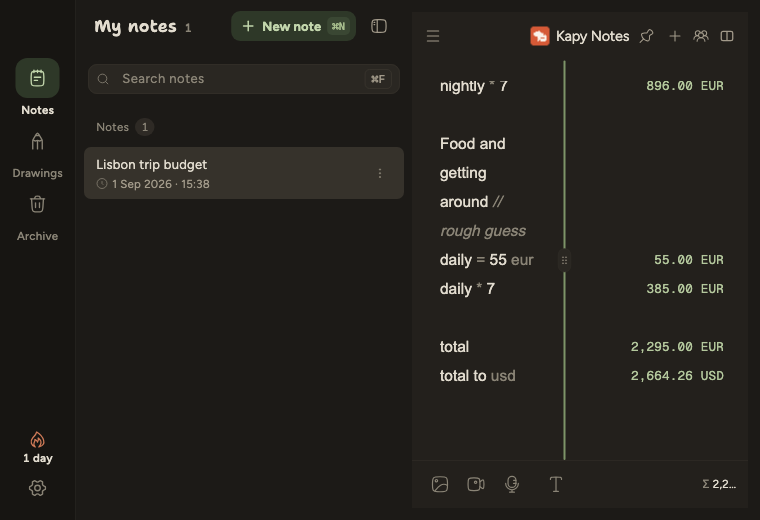 My notes 1
+ New note ⌘N
Search notes
⌘F
Notes
Notes 1
Lisbon trip budget
1 Sep 2026 · 15:38
Drawings
Archive
1 day
Kapy Notes
nightly * 7 896.00 EUR
Food and
getting
around //
rough guess
daily = 55 eur 55.00 EUR
daily * 7 385.00 EUR
total 2,295.00 EUR
total to usd 2,664.26 USD
T
Σ 2,2...